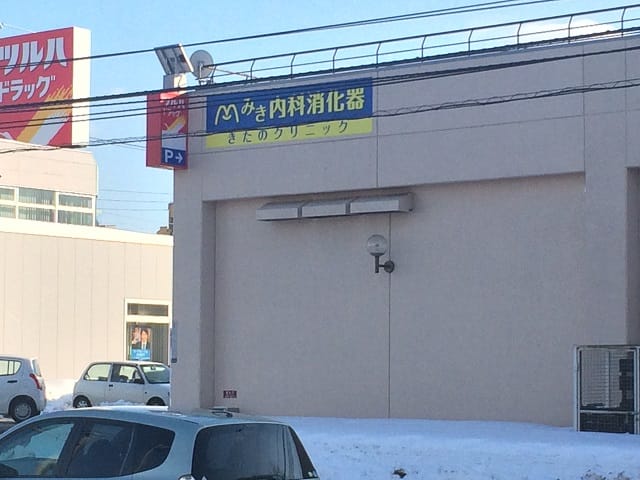 ツルハ
ドラッグ
P→
みき内科消化器
きたのクリニック